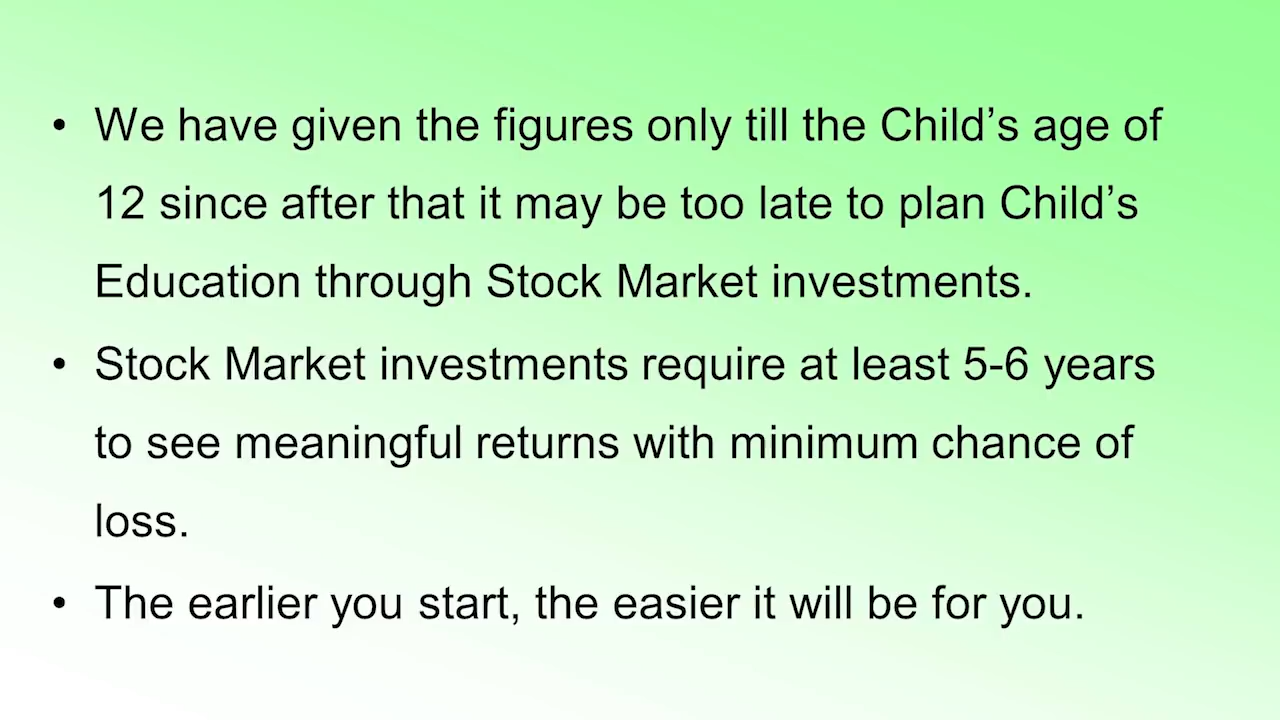 • We have given the figures only till the Child’s age of
12 since after that it may be too late to plan Child’s
Education through Stock Market investments.
• Stock Market investments require at least 5-6 years
to see meaningful returns with minimum chance of
loss.
• The earlier you start, the easier it will be for you.